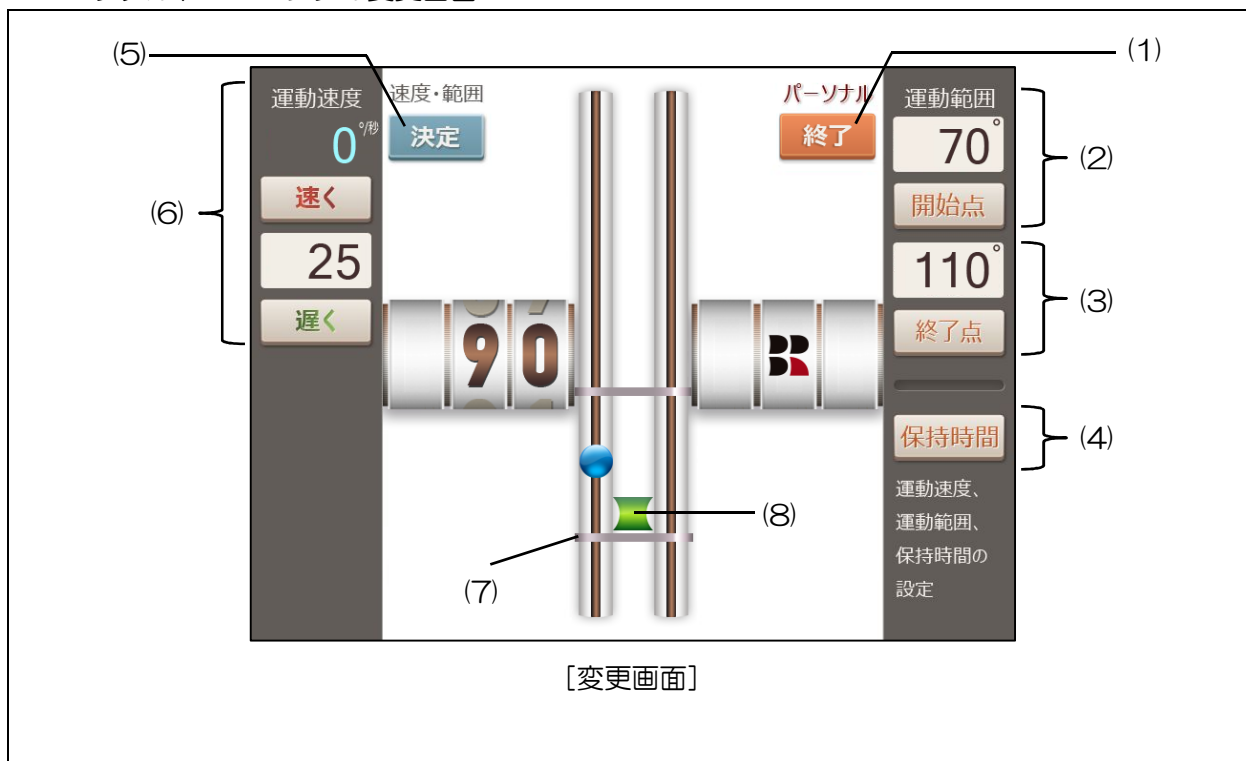 (5)
(1)
運動速度
0°/秒
速く
25
遅く
(6)
速度・範囲
決定
パーソナル
終了
運動範囲
70°
開始点
(2)
110°
終了点
(3)
90
保持時間
(4)
運動速度、
運動範囲、
保持時間の
設定
(8)
(7)
[変更画面]